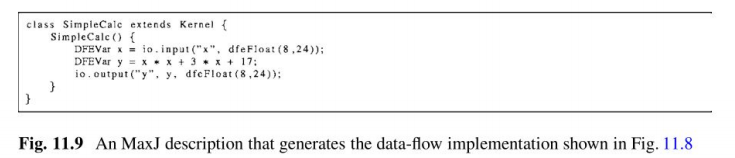 class SimpleCalc extends Kernel {
SimpleCalc() {
DFEVar x = io.input("x", dfeFloat(8,24));
DFEVar y = x * x + 3 * x + 17;
io.output("y", y, dfeFloat(8,24));
}
}
Fig. 11.9 An MaxJ description that generates the data-flow implementation shown in Fig. 11.8